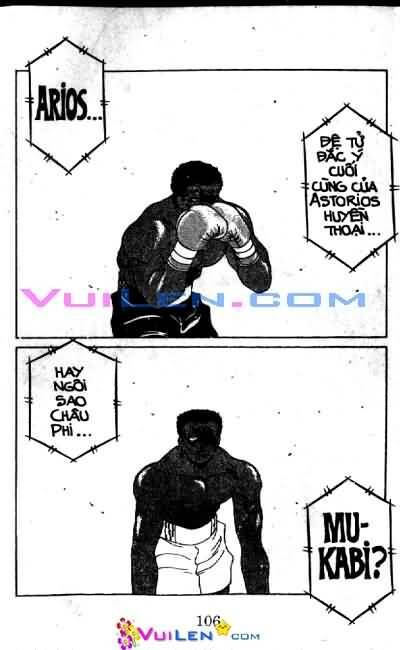 ARIOS...
ĐỆ TỬ
ĐẮC Ý
CUỐI
CÙNG CỦA
ASTORIOS
HUYỀN
THOẠI...
VUILEN.COM
HAY
NGÔI
SAO
CHÂU
PHI...
MU-
KABI?
106
VUILEN.COM